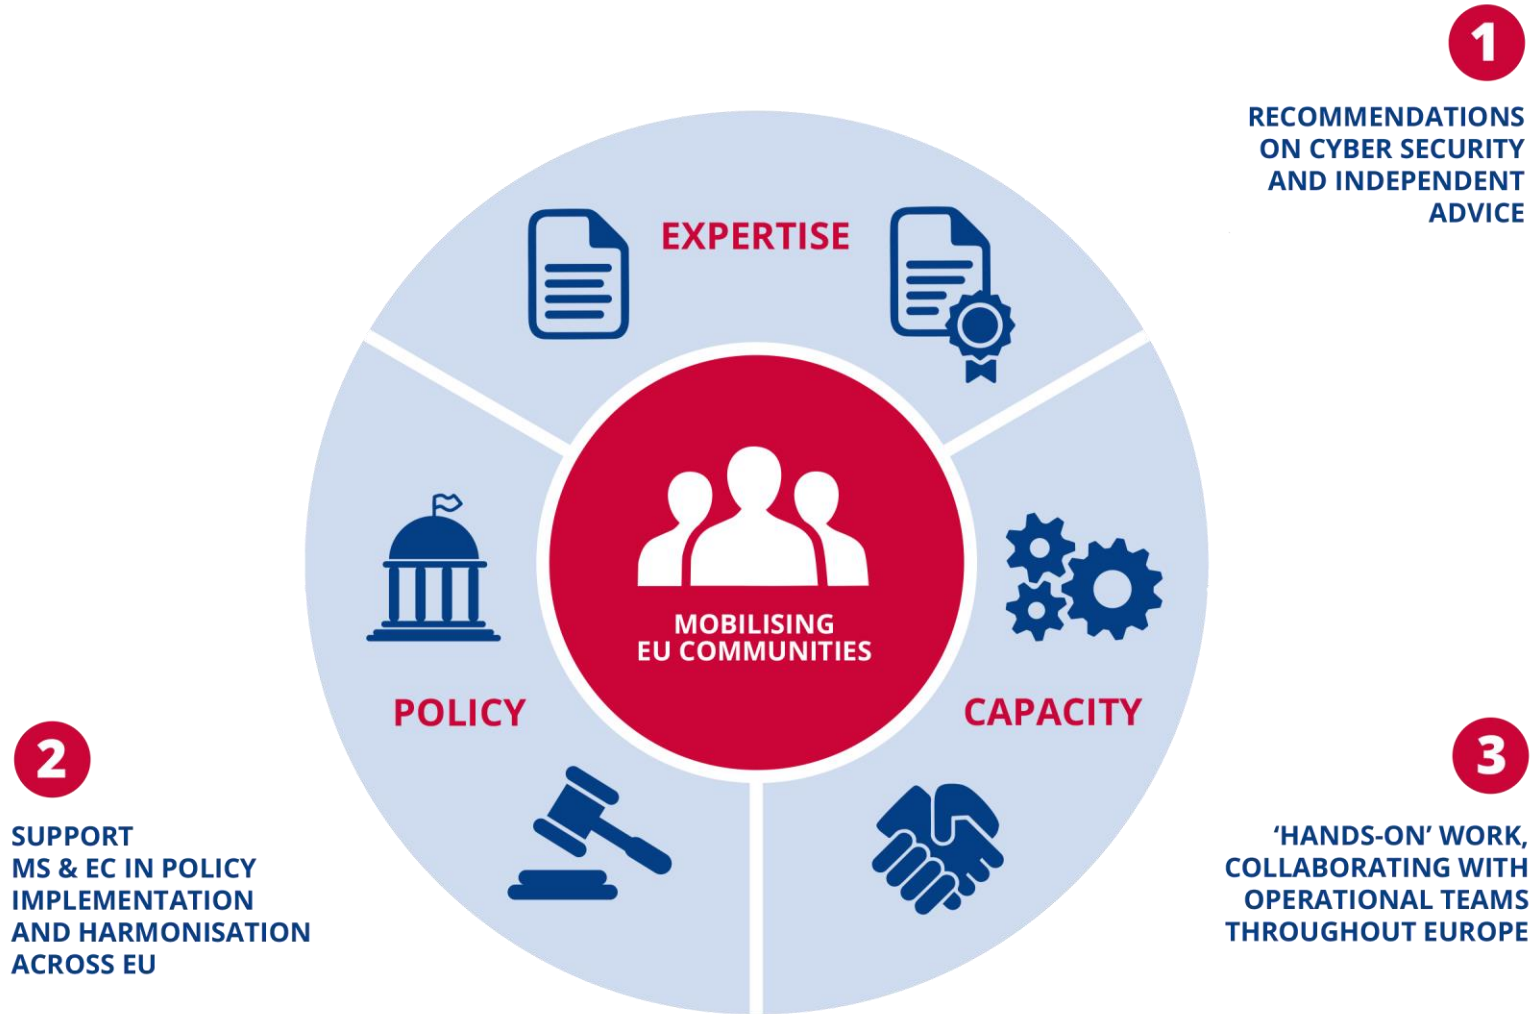 1
RECOMMENDATIONS
ON CYBER SECURITY
AND INDEPENDENT
ADVICE
EXPERTISE
MOBILISING
EU COMMUNITIES
POLICY
CAPACITY
2
SUPPORT
MS & EC IN POLICY
IMPLEMENTATION
AND HARMONISATION
ACROSS EU
3
‘HANDS-ON’ WORK,
COLLABORATING WITH
OPERATIONAL TEAMS
THROUGHOUT EUROPE